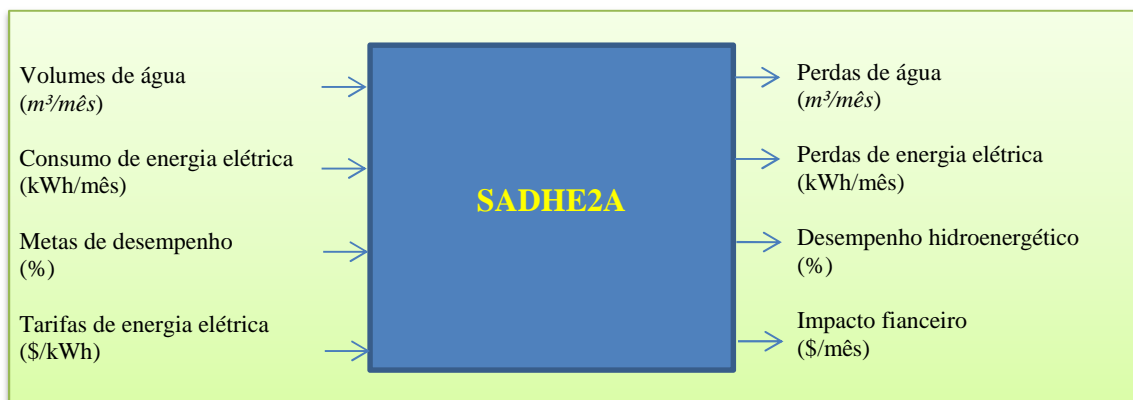 Volumes de água
(m³/mês)
Consumo de energia elétrica
(kWh/mês)
Metas de desempenho
(%)
Tarifas de energia elétrica
($/kWh)
SADHE2A
Perdas de água
(m³/mês)
Perdas de energia elétrica
(kWh/mês)
Desempenho hidroenergético
(%)
Impacto fianceiro
($/mês)